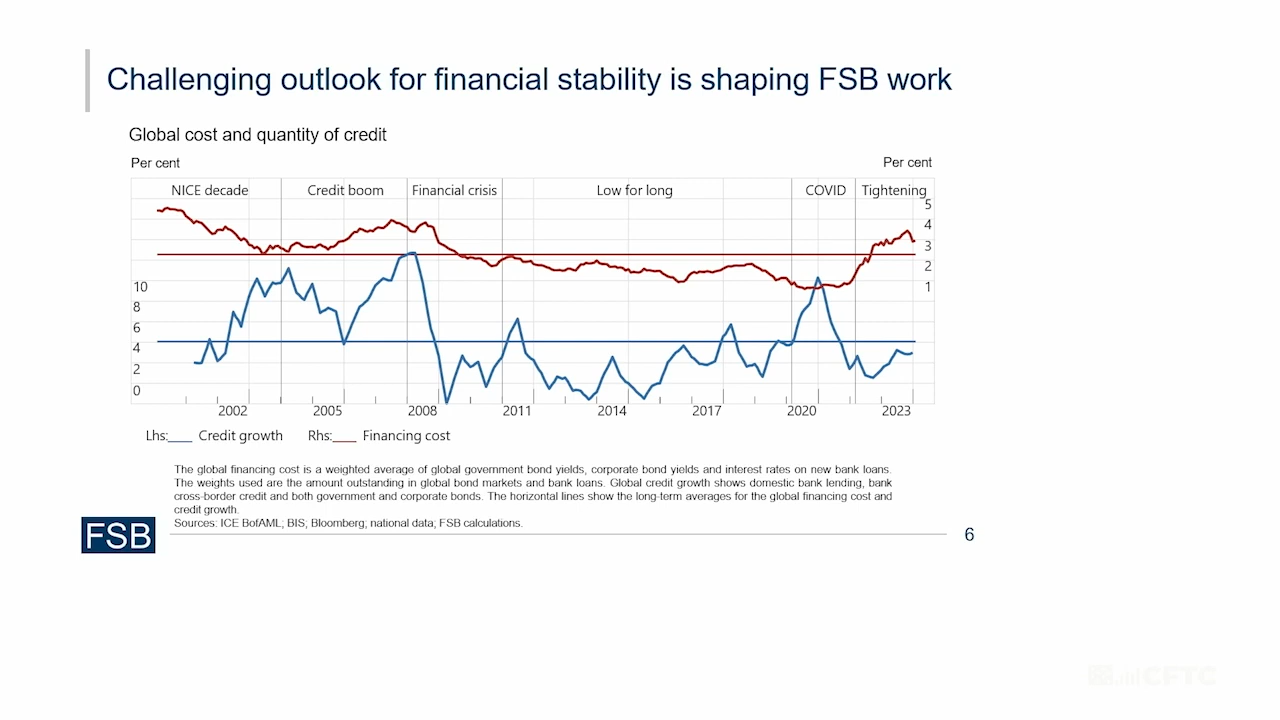 Challenging outlook for financial stability is shaping FSB work
Global cost and quantity of credit
Per cent
Per cent
NICE decade
Credit boom
Financial crisis
Low for long
COVID
Tightening
5
4
3
2
1
10
8
6
4
2
0
2002
2005
2008
2011
2014
2017
2020
2023
Lhs: Credit growth
Rhs: Financing cost
The global financing cost is a weighted average of global government bond yields, corporate bond yields and interest rates on new bank loans.
The weights used are the amount outstanding in global bond markets and bank loans. Global credit growth shows domestic bank lending, bank
cross-border credit and both government and corporate bonds. The horizontal lines show the long-term averages for the global financing cost and
credit growth.
Sources: ICE BofAML; BIS; Bloomberg; national data; FSB calculations.
FSB
6
CFTC